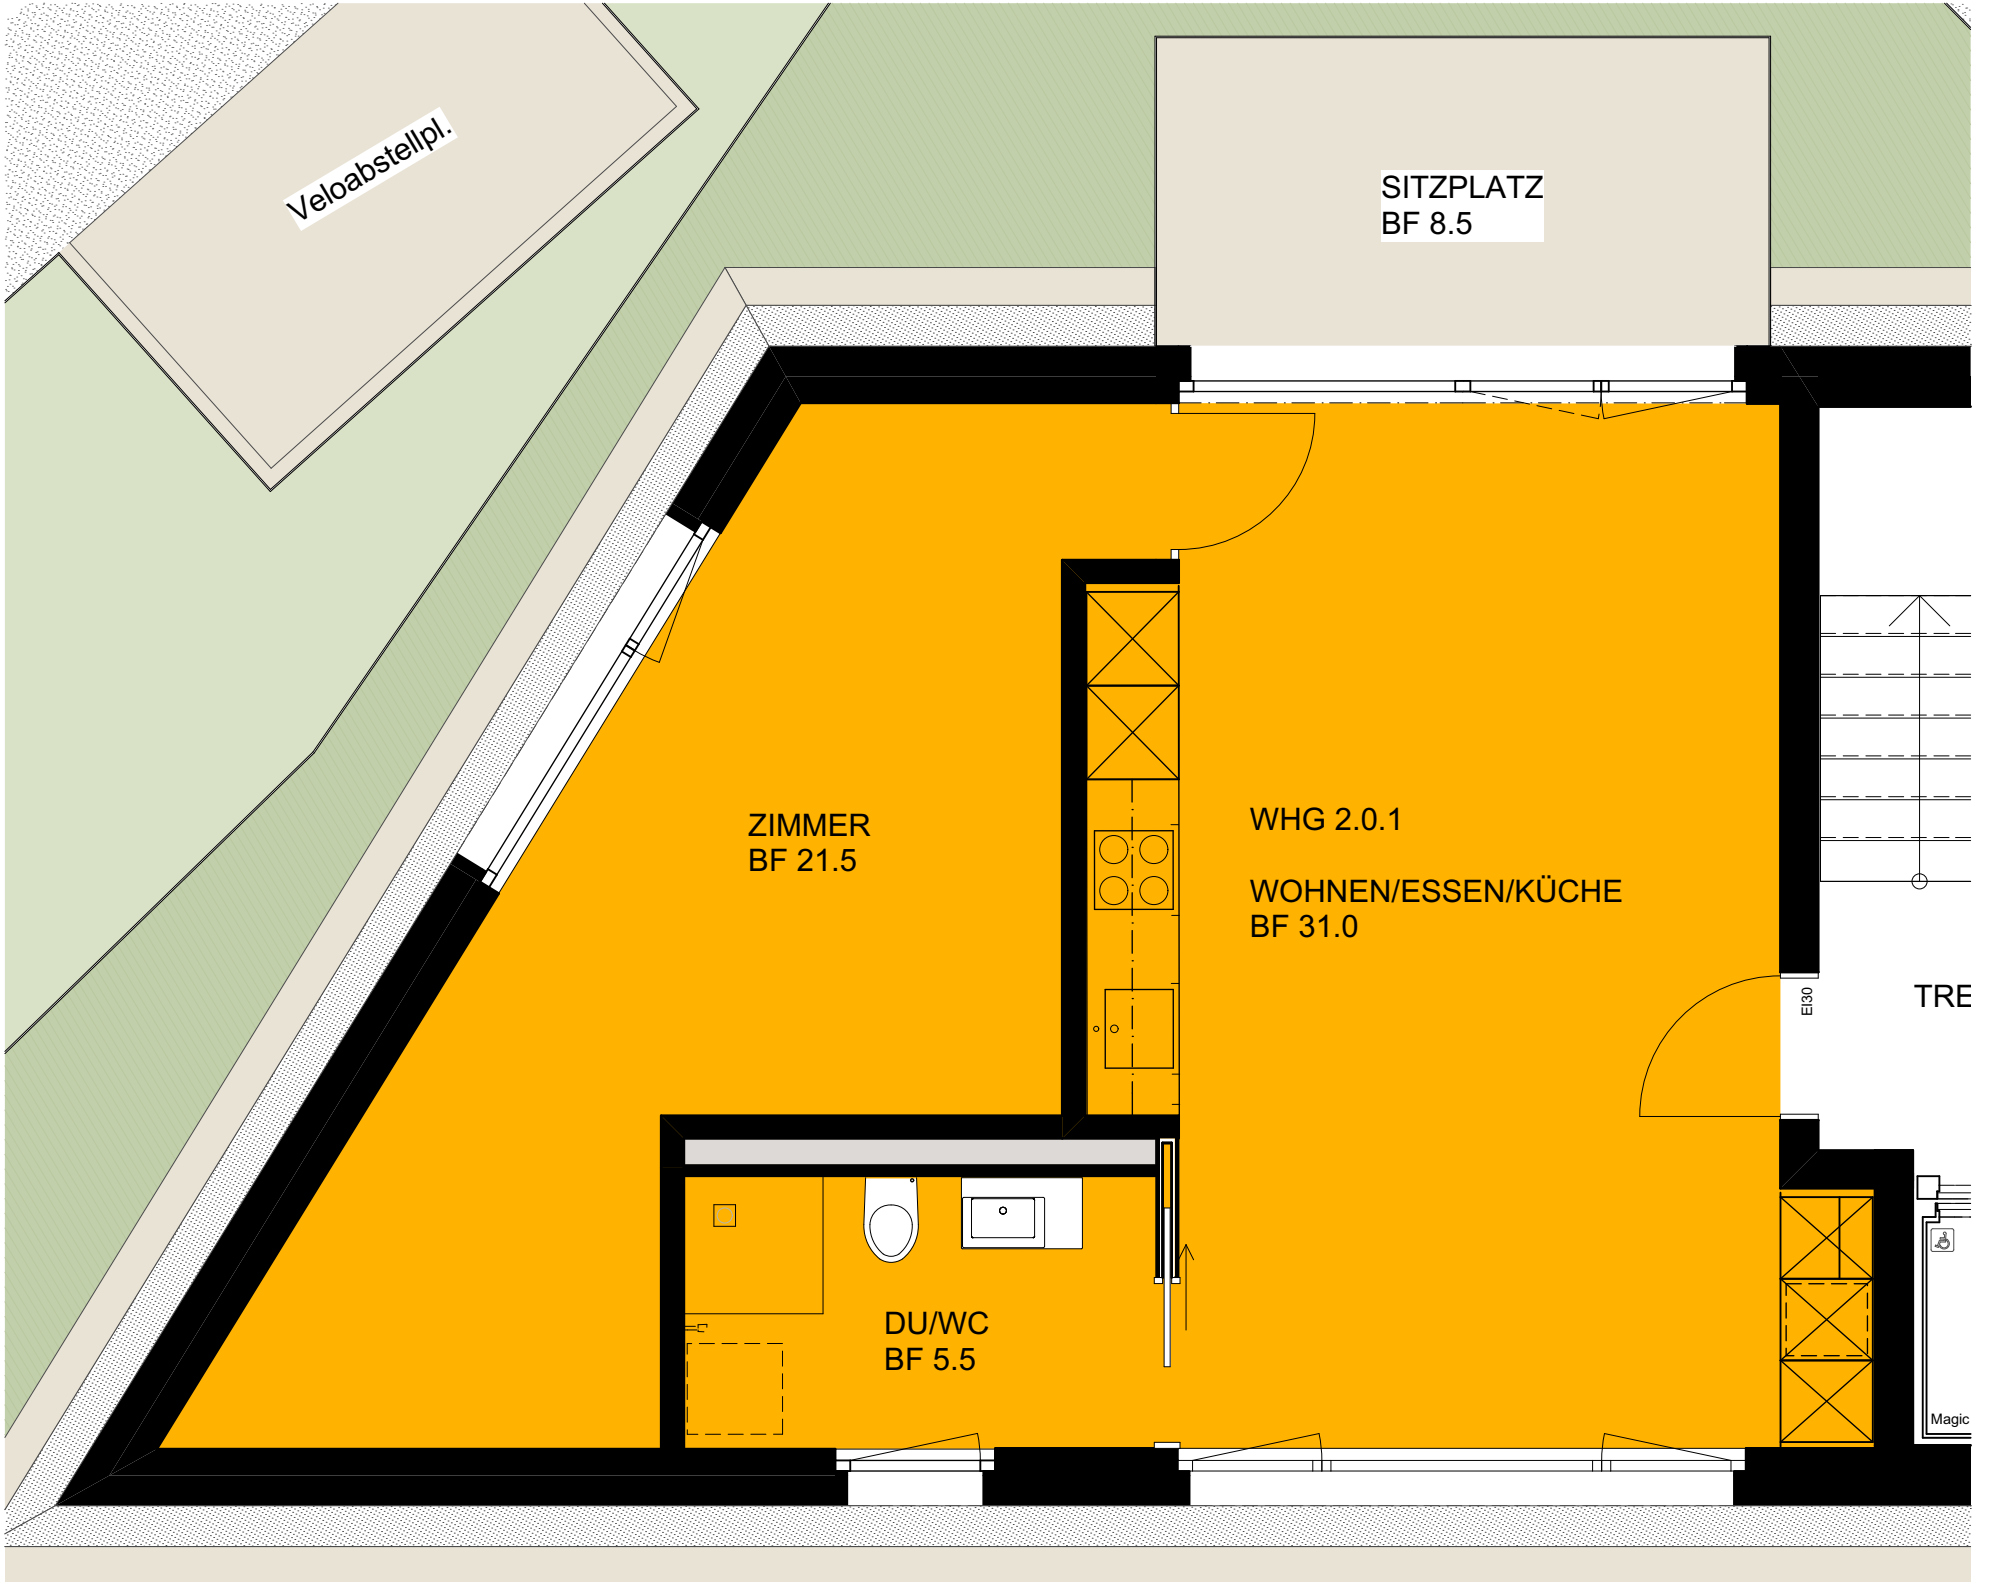 Veloabstellpl.
SITZPLATZ
BF 8.5
ZIMMER
BF 21.5
WHG 2.0.1
WOHNEN/ESSEN/KÜCHE
BF 31.0
EI30
TRE
DU/WC
BF 5.5
Magic